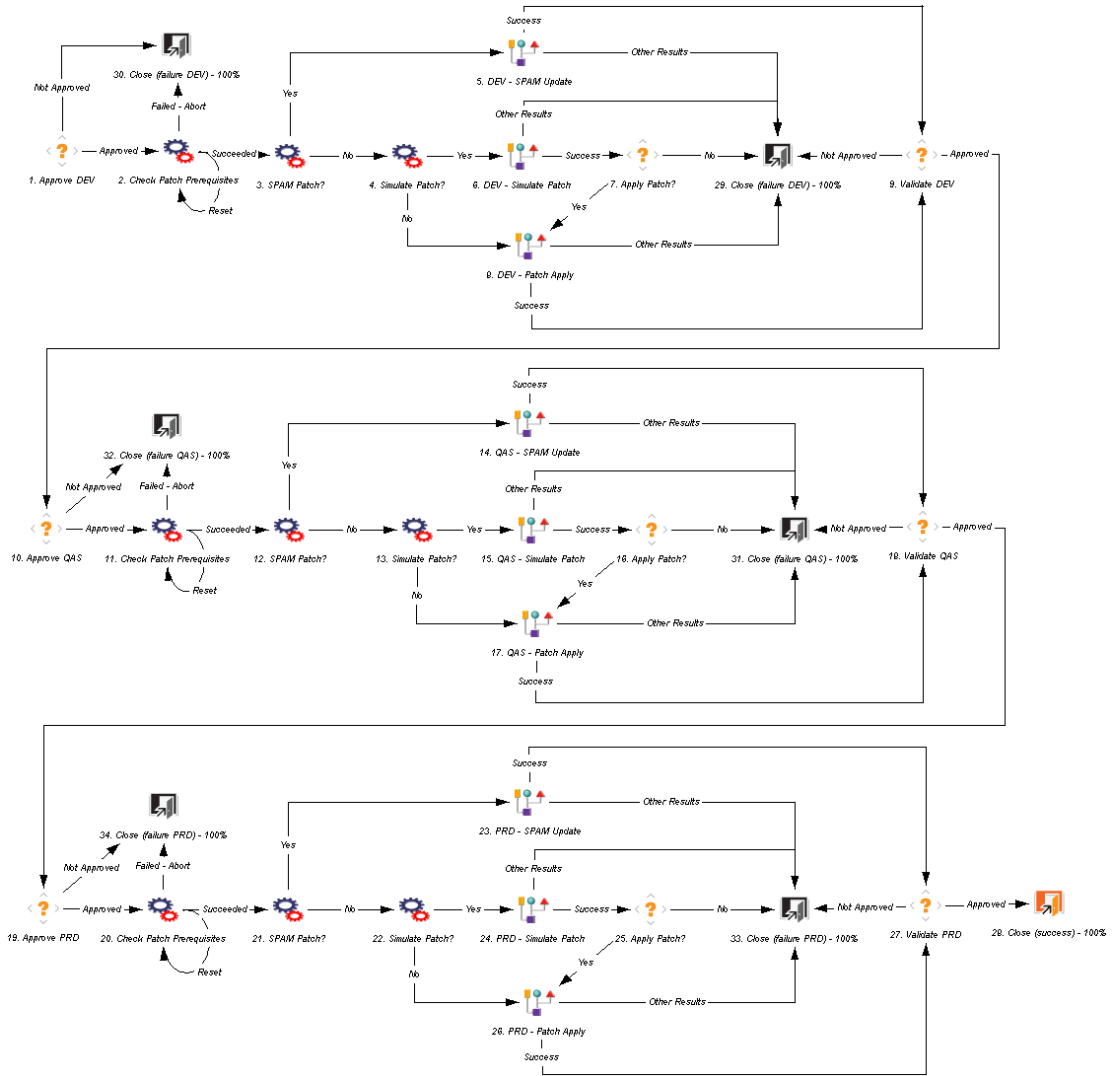 Success
Other Results
5. DEV - SPAM Update
30. Close (failure DEV) - 100%
Not Approved
Yes
Failed - Abort
Other Results
Approved
Succeeded
No
Yes
Success
No
Not Approved
Approved
1. Approve DEV
2. Check Patch Prerequisites
3. SPAM Patch?
4. Simulate Patch?
6. DEV - Simulate Patch
7. Apply Patch?
29. Close (failure DEV) - 100%
9. Validate DEV
Reset
No
Yes
Other Results
8. DEV - Patch Apply
Success
Success
Other Results
14. QAS - SPAM Update
32. Close (failure QAS) - 100%
Not Approved
Failed - Abort
Yes
Other Results
Approved
Succeeded
No
Yes
Success
No
Not Approved
Approved
10. Approve QAS
11. Check Patch Prerequisites
12. SPAM Patch?
13. Simulate Patch?
15. QAS - Simulate Patch
16. Apply Patch?
31. Close (failure QAS) - 100%
18. Validate QAS
Reset
No
Yes
Other Results
17. QAS - Patch Apply
Success
Success
Other Results
23. PRD - SPAM Update
34. Close (failure PRD) - 100%
Not Approved
Failed - Abort
Yes
Other Results
Approved
Succeeded
No
Yes
Success
No
Not Approved
Approved
19. Approve PRD
20. Check Patch Prerequisites
21. SPAM Patch?
22. Simulate Patch?
24. PRD - Simulate Patch
25. Apply Patch?
33. Close (failure PRD) - 100%
27. Validate PRD
28. Close (success) - 100%
Reset
No
Yes
Other Results
26. PRD - Patch Apply
Success